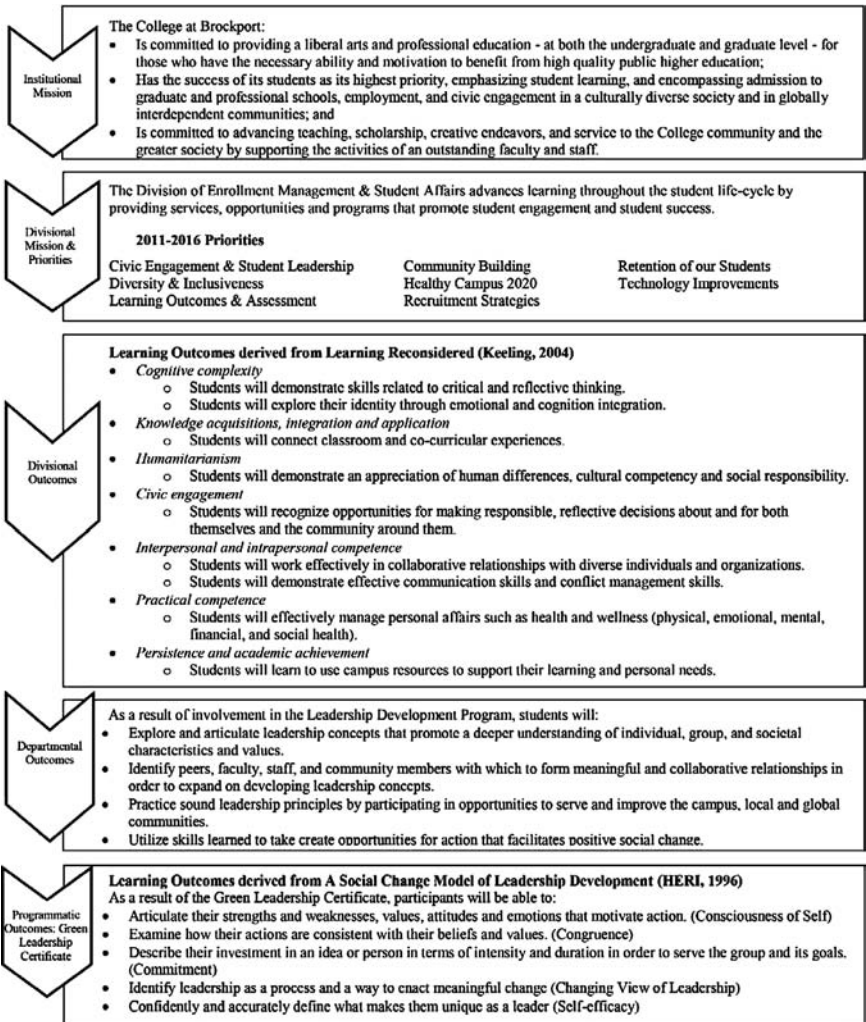 Institutional
Mission
The College at Brockport:
• Is committed to providing a liberal arts and professional education - at both the undergraduate and graduate level - for
those who have the necessary ability and motivation to benefit from high quality public higher education;
• Has the success of its students as its highest priority, emphasizing student learning, and encompassing admission to
graduate and professional schools, employment, and civic engagement in a culturally diverse society and in globally
interdependent communities; and
• Is committed to advancing teaching, scholarship, creative endeavors, and service to the College community and the
greater society by supporting the activities of an outstanding faculty and staff.
Divisional
Mission &
Priorities
The Division of Enrollment Management & Student Affairs advances learning throughout the student life-cycle by
providing services, opportunities and programs that promote student engagement and student success.
2011-2016 Priorities
Civic Engagement & Student Leadership Community Building Retention of our Students
Diversity & Inclusiveness Healthy Campus 2020 Technology Improvements
Learning Outcomes & Assessment Recruitment Strategies
Divisional
Outcomes
Learning Outcomes derived from Learning Reconsidered (Keeling, 2004)
• Cognitive complexity
o Students will demonstrate skills related to critical and reflective thinking.
o Students will explore their identity through emotional and cognition integration.
• Knowledge acquisitions, integration and application
o Students will connect classroom and co-curricular experiences.
• Humanitarianism
o Students will demonstrate an appreciation of human differences, cultural competency and social responsibility.
• Civic engagement
o Students will recognize opportunities for making responsible, reflective decisions about and for both
themselves and the community around them.
• Interpersonal and intrapersonal competence
o Students will work effectively in collaborative relationships with diverse individuals and organizations.
o Students will demonstrate effective communication skills and conflict management skills.
• Practical competence
o Students will effectively manage personal affairs such as health and wellness (physical, emotional, mental,
financial, and social health).
• Persistence and academic achievement
o Students will learn to use campus resources to support their learning and personal needs.
Departmental
Outcomes
As a result of involvement in the Leadership Development Program, students will:
• Explore and articulate leadership concepts that promote a deeper understanding of individual, group, and societal
characteristics and values.
• Identify peers, faculty, staff, and community members with which to form meaningful and collaborative relationships in
order to expand on developing leadership concepts.
• Practice sound leadership principles by participating in opportunities to serve and improve the campus, local and global
communities.
• Utilize skills learned to take create opportunities for action that facilitates positive social change.
Programmatic
Outcomes: Green
Leadership
Certificate
Learning Outcomes derived from A Social Change Model of Leadership Development (HERI, 1996)
As a result of the Green Leadership Certificate, participants will be able to:
• Articulate their strengths and weaknesses, values, attitudes and emotions that motivate action. (Consciousness of Self)
• Examine how their actions are consistent with their beliefs and values. (Congruence)
• Describe their investment in an idea or person in terms of intensity and duration in order to serve the group and its goals.
(Commitment)
• Identify leadership as a process and a way to enact meaningful change (Changing View of Leadership)
• Confidently and accurately define what makes them unique as a leader (Self-efficacy)